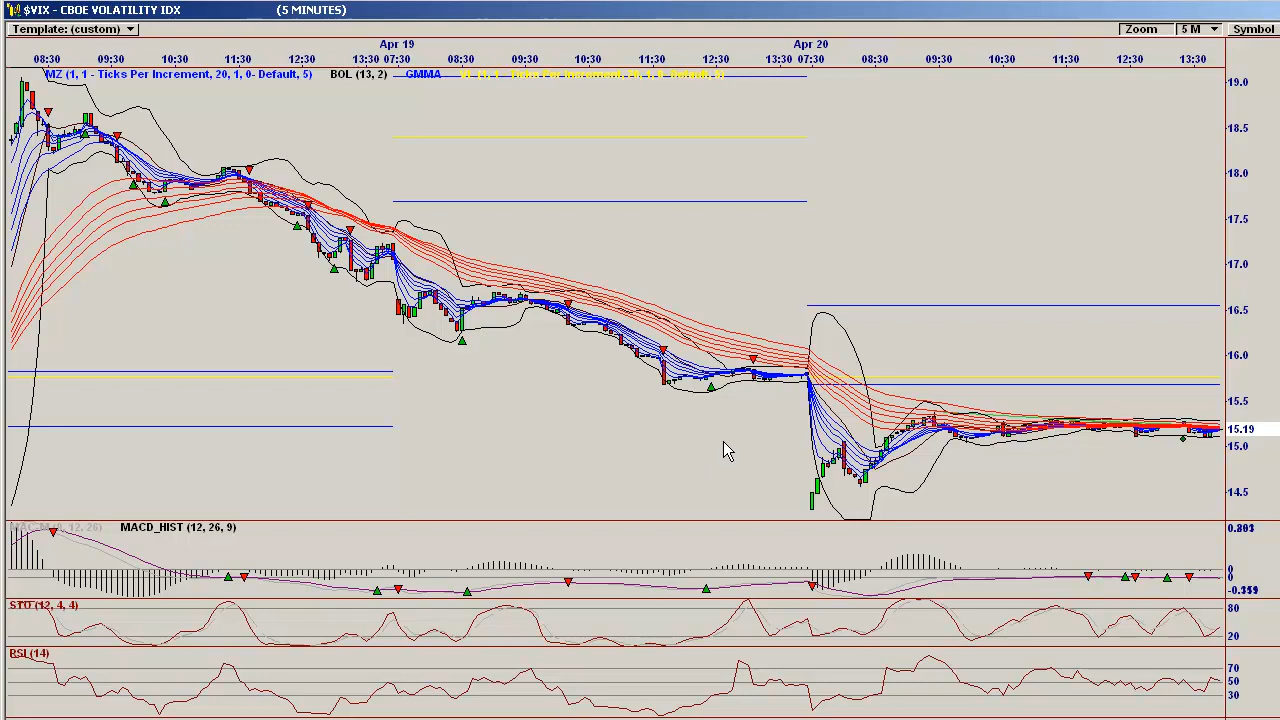 $VIX - CBOE VOLATILITY IDX (5 MINUTES)
Template: (custom) Zoom 5 M Symbol
Apr 19 Apr 20
08:30 09:30 10:30 11:30 12:30 13:30 07:30 08:30 09:30 10:30 11:30 12:30 13:30 07:30 08:30 09:30 10:30 11:30 12:30 13:30
MZ (1, 1 - Ticks Per Increment, 20, 1, 0- Default, 5) BOL (13, 2) GMMA
19.0
18.5
18.0
17.5
17.0
16.5
16.0
15.5
15.19
15.0
14.5
MACD_HIST (12, 26, 9)
0
0
STO (12, 4, 4)
80
20
RSI (14)
70
50
30